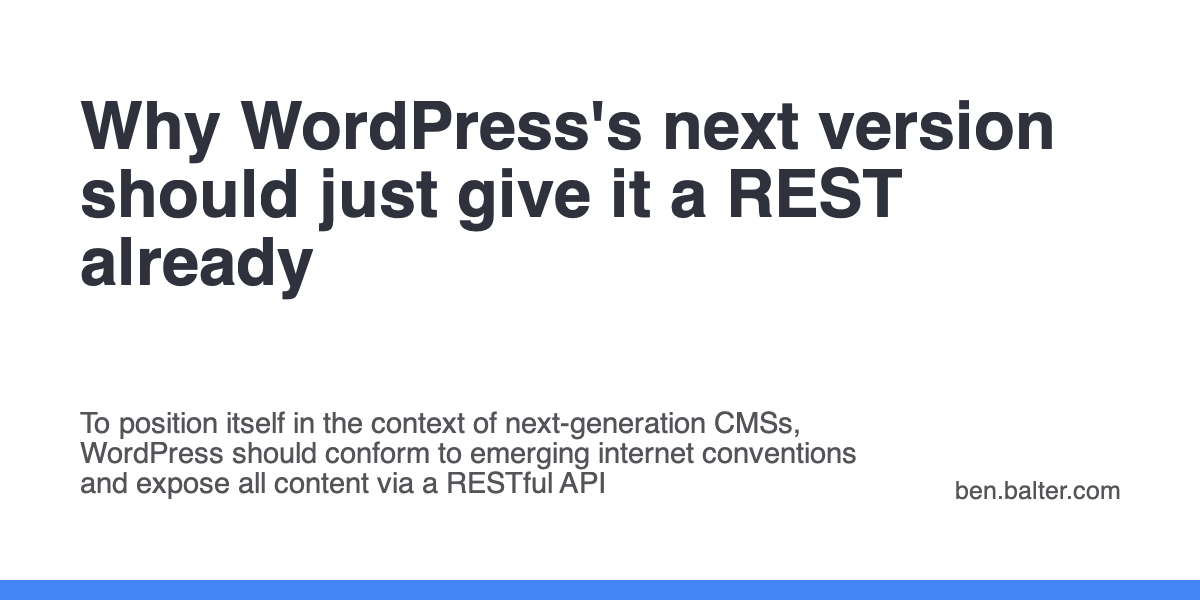 Why WordPress's next version
should just give it a REST
already
To position itself in the context of next-generation CMSs,
WordPress should conform to emerging internet conventions
and expose all content via a RESTful API
ben.balter.com